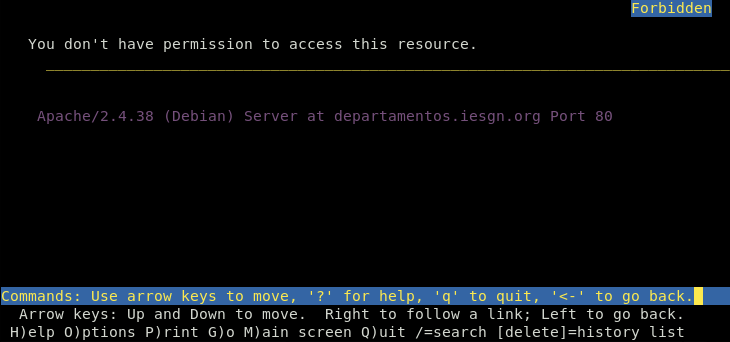 Forbidden
You don't have permission to access this resource.
Apache/2.4.38 (Debian) Server at departamentos.iesgn.org Port 80
Commands: Use arrow keys to move, '?' for help, 'q' to quit, '<-' to go back.
Arrow keys: Up and Down to move.  Right to follow a link; Left to go back.
H)elp O)ptions P)rint G)o M)ain screen Q)uit /=search [delete]=history list